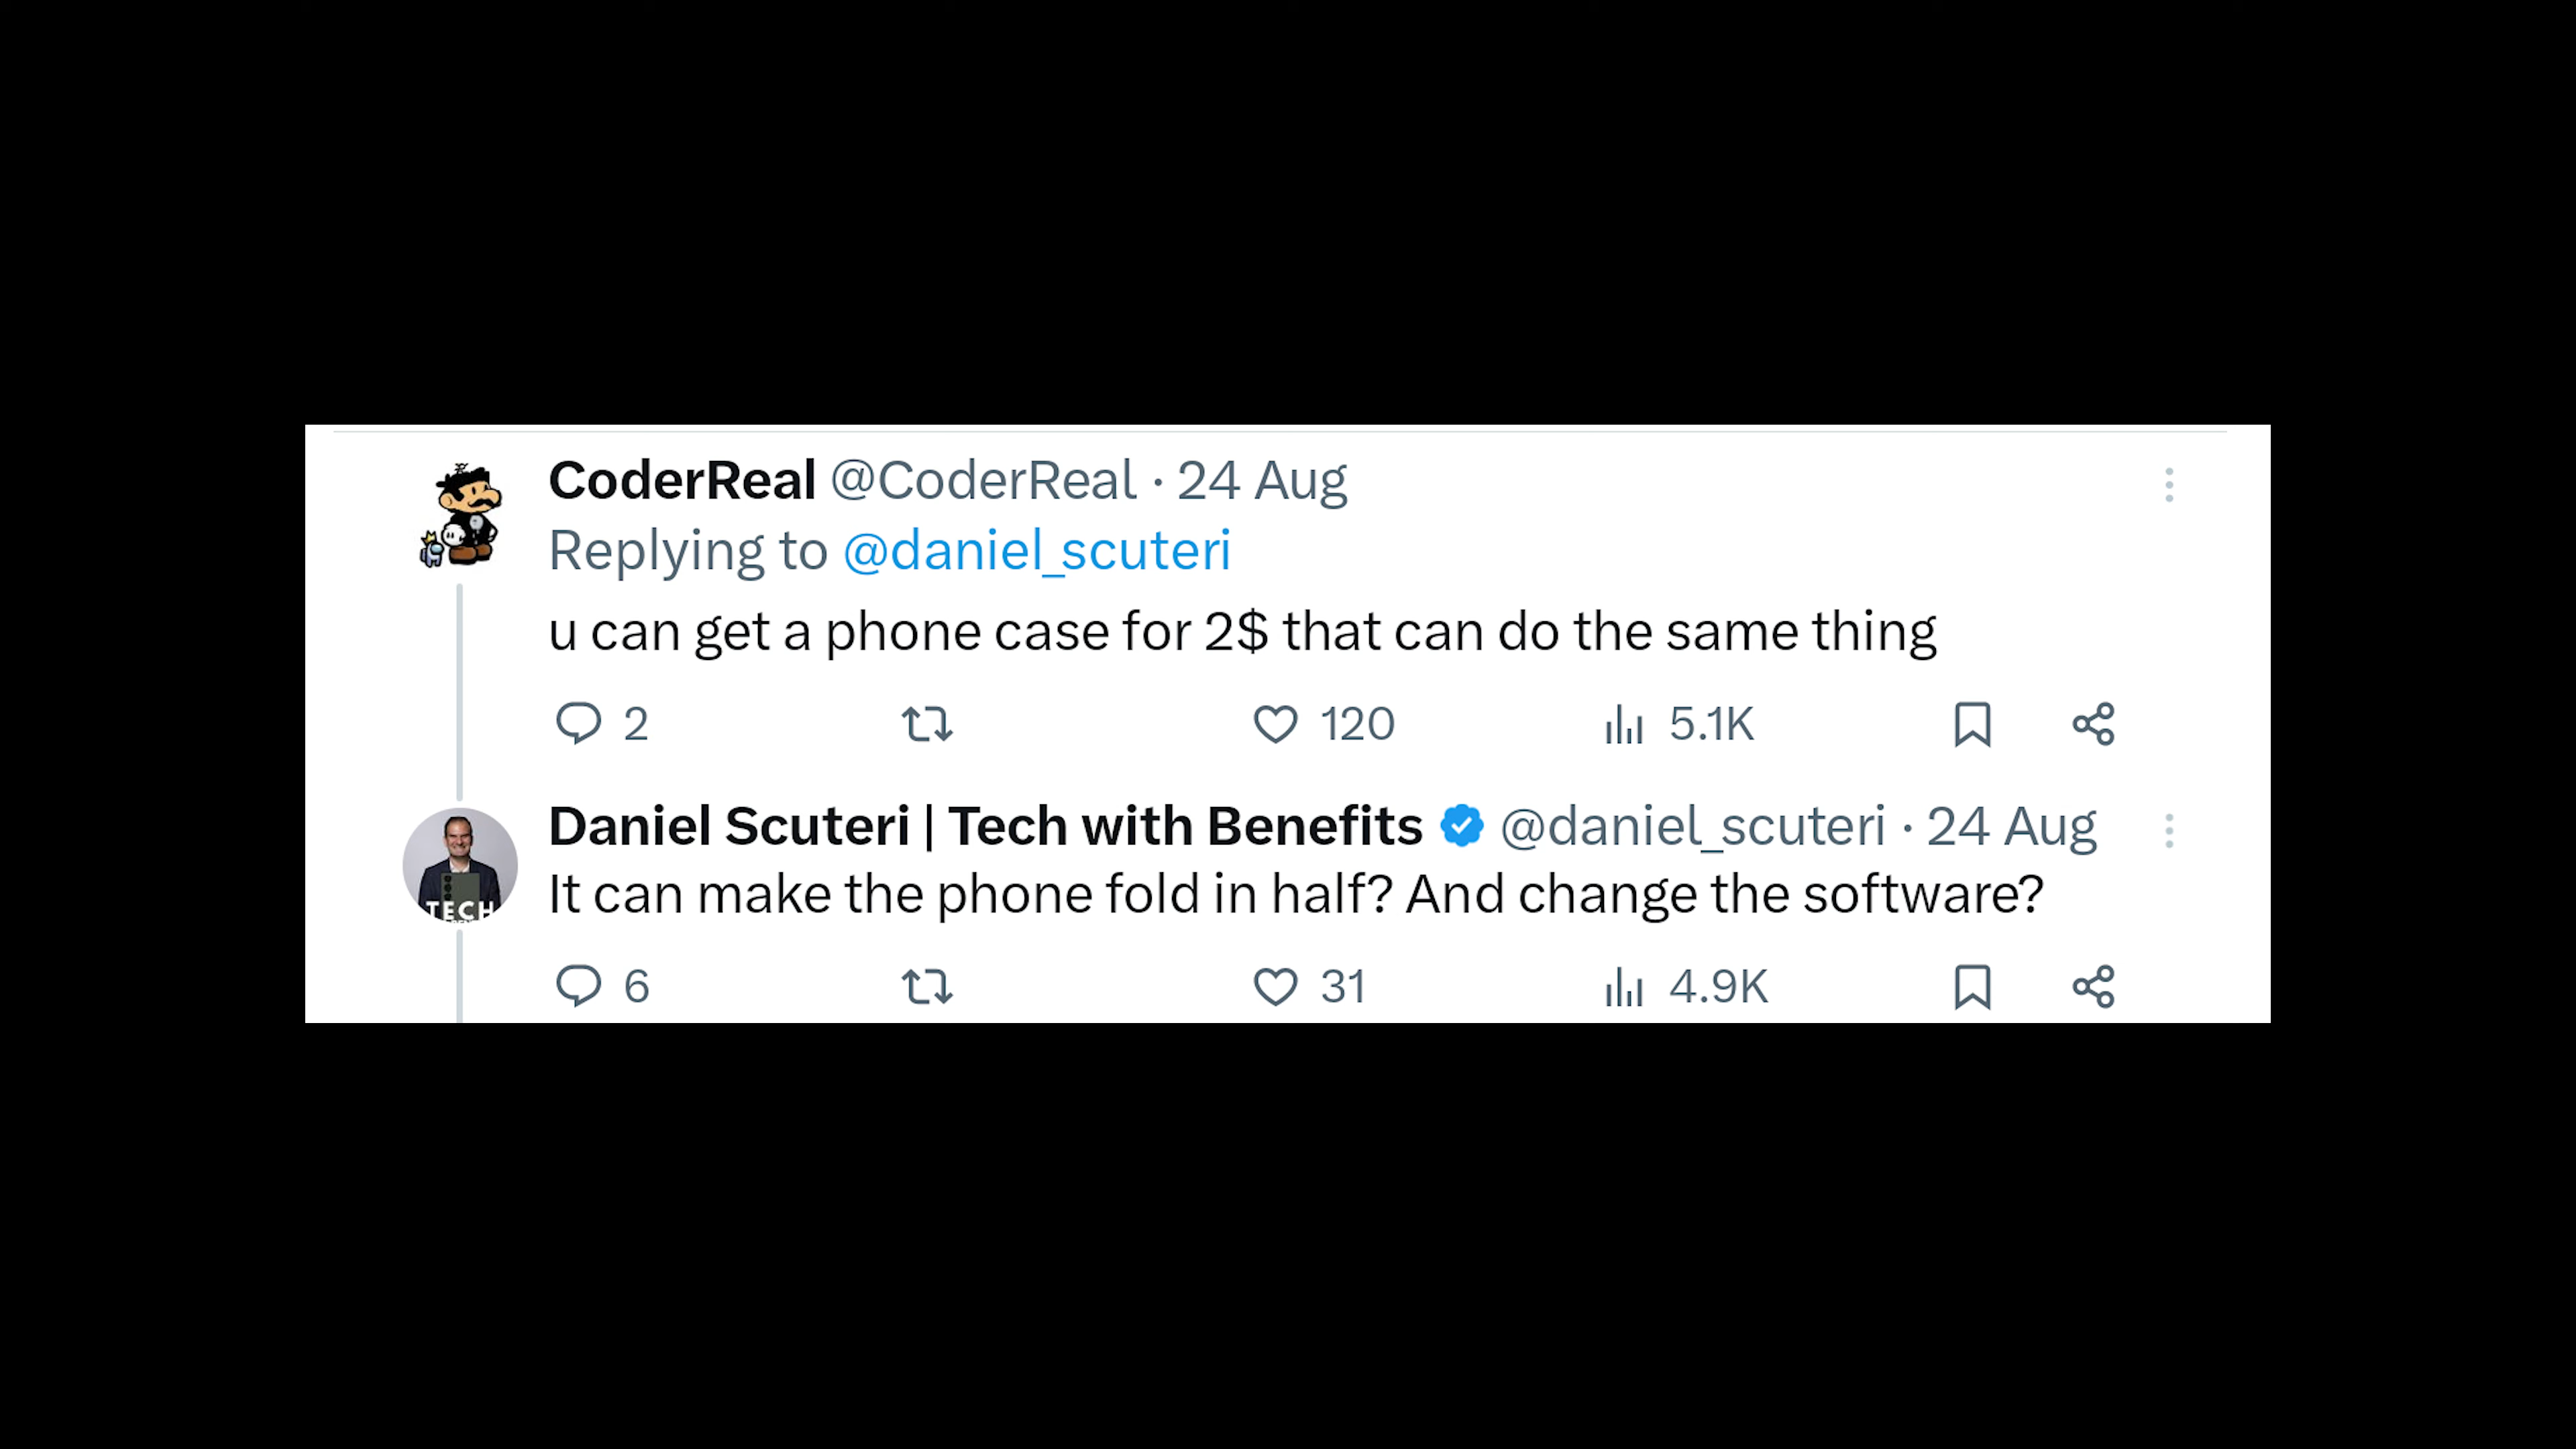 CoderReal @CoderReal · 24 Aug
Replying to @daniel_scuteri
u can get a phone case for 2$ that can do the same thing
2 120 5.1K
Daniel Scuteri | Tech with Benefits @daniel_scuteri · 24 Aug
TECH
It can make the phone fold in half? And change the software?
6 31 4.9K